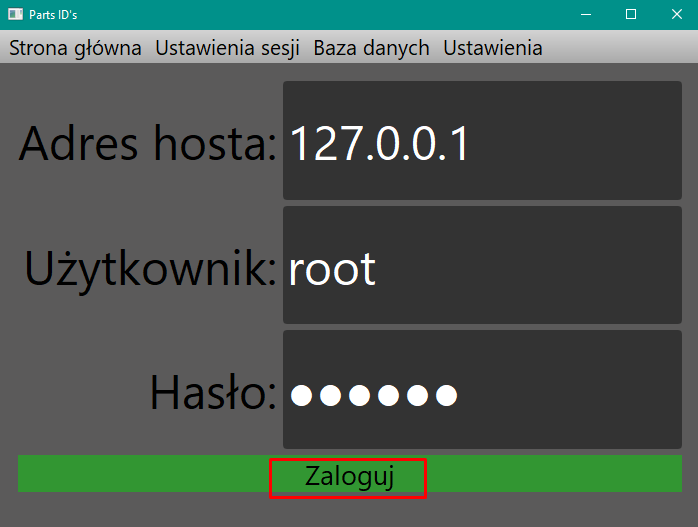 Parts ID's
Strona główna Ustawienia sesji Baza danych Ustawienia
Adres hosta: 127.0.0.1
Użytkownik: root
Hasło: ●●●●●●
Zaloguj